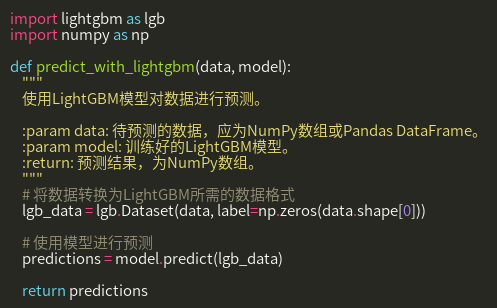 import lightgbm as lgb
import numpy as np
def predict_with_lightgbm(data, model):
"""
使用LightGBM模型对数据进行预测。
:param data: 待预测的数据，应为NumPy数组或Pandas DataFrame。
:param model: 训练好的LightGBM模型。
:return: 预测结果，为NumPy数组。
"""
# 将数据转换为LightGBM所需的数据格式
lgb_data = lgb.Dataset(data, label=np.zeros(data.shape[0]))
# 使用模型进行预测
predictions = model.predict(lgb_data)
return predictions